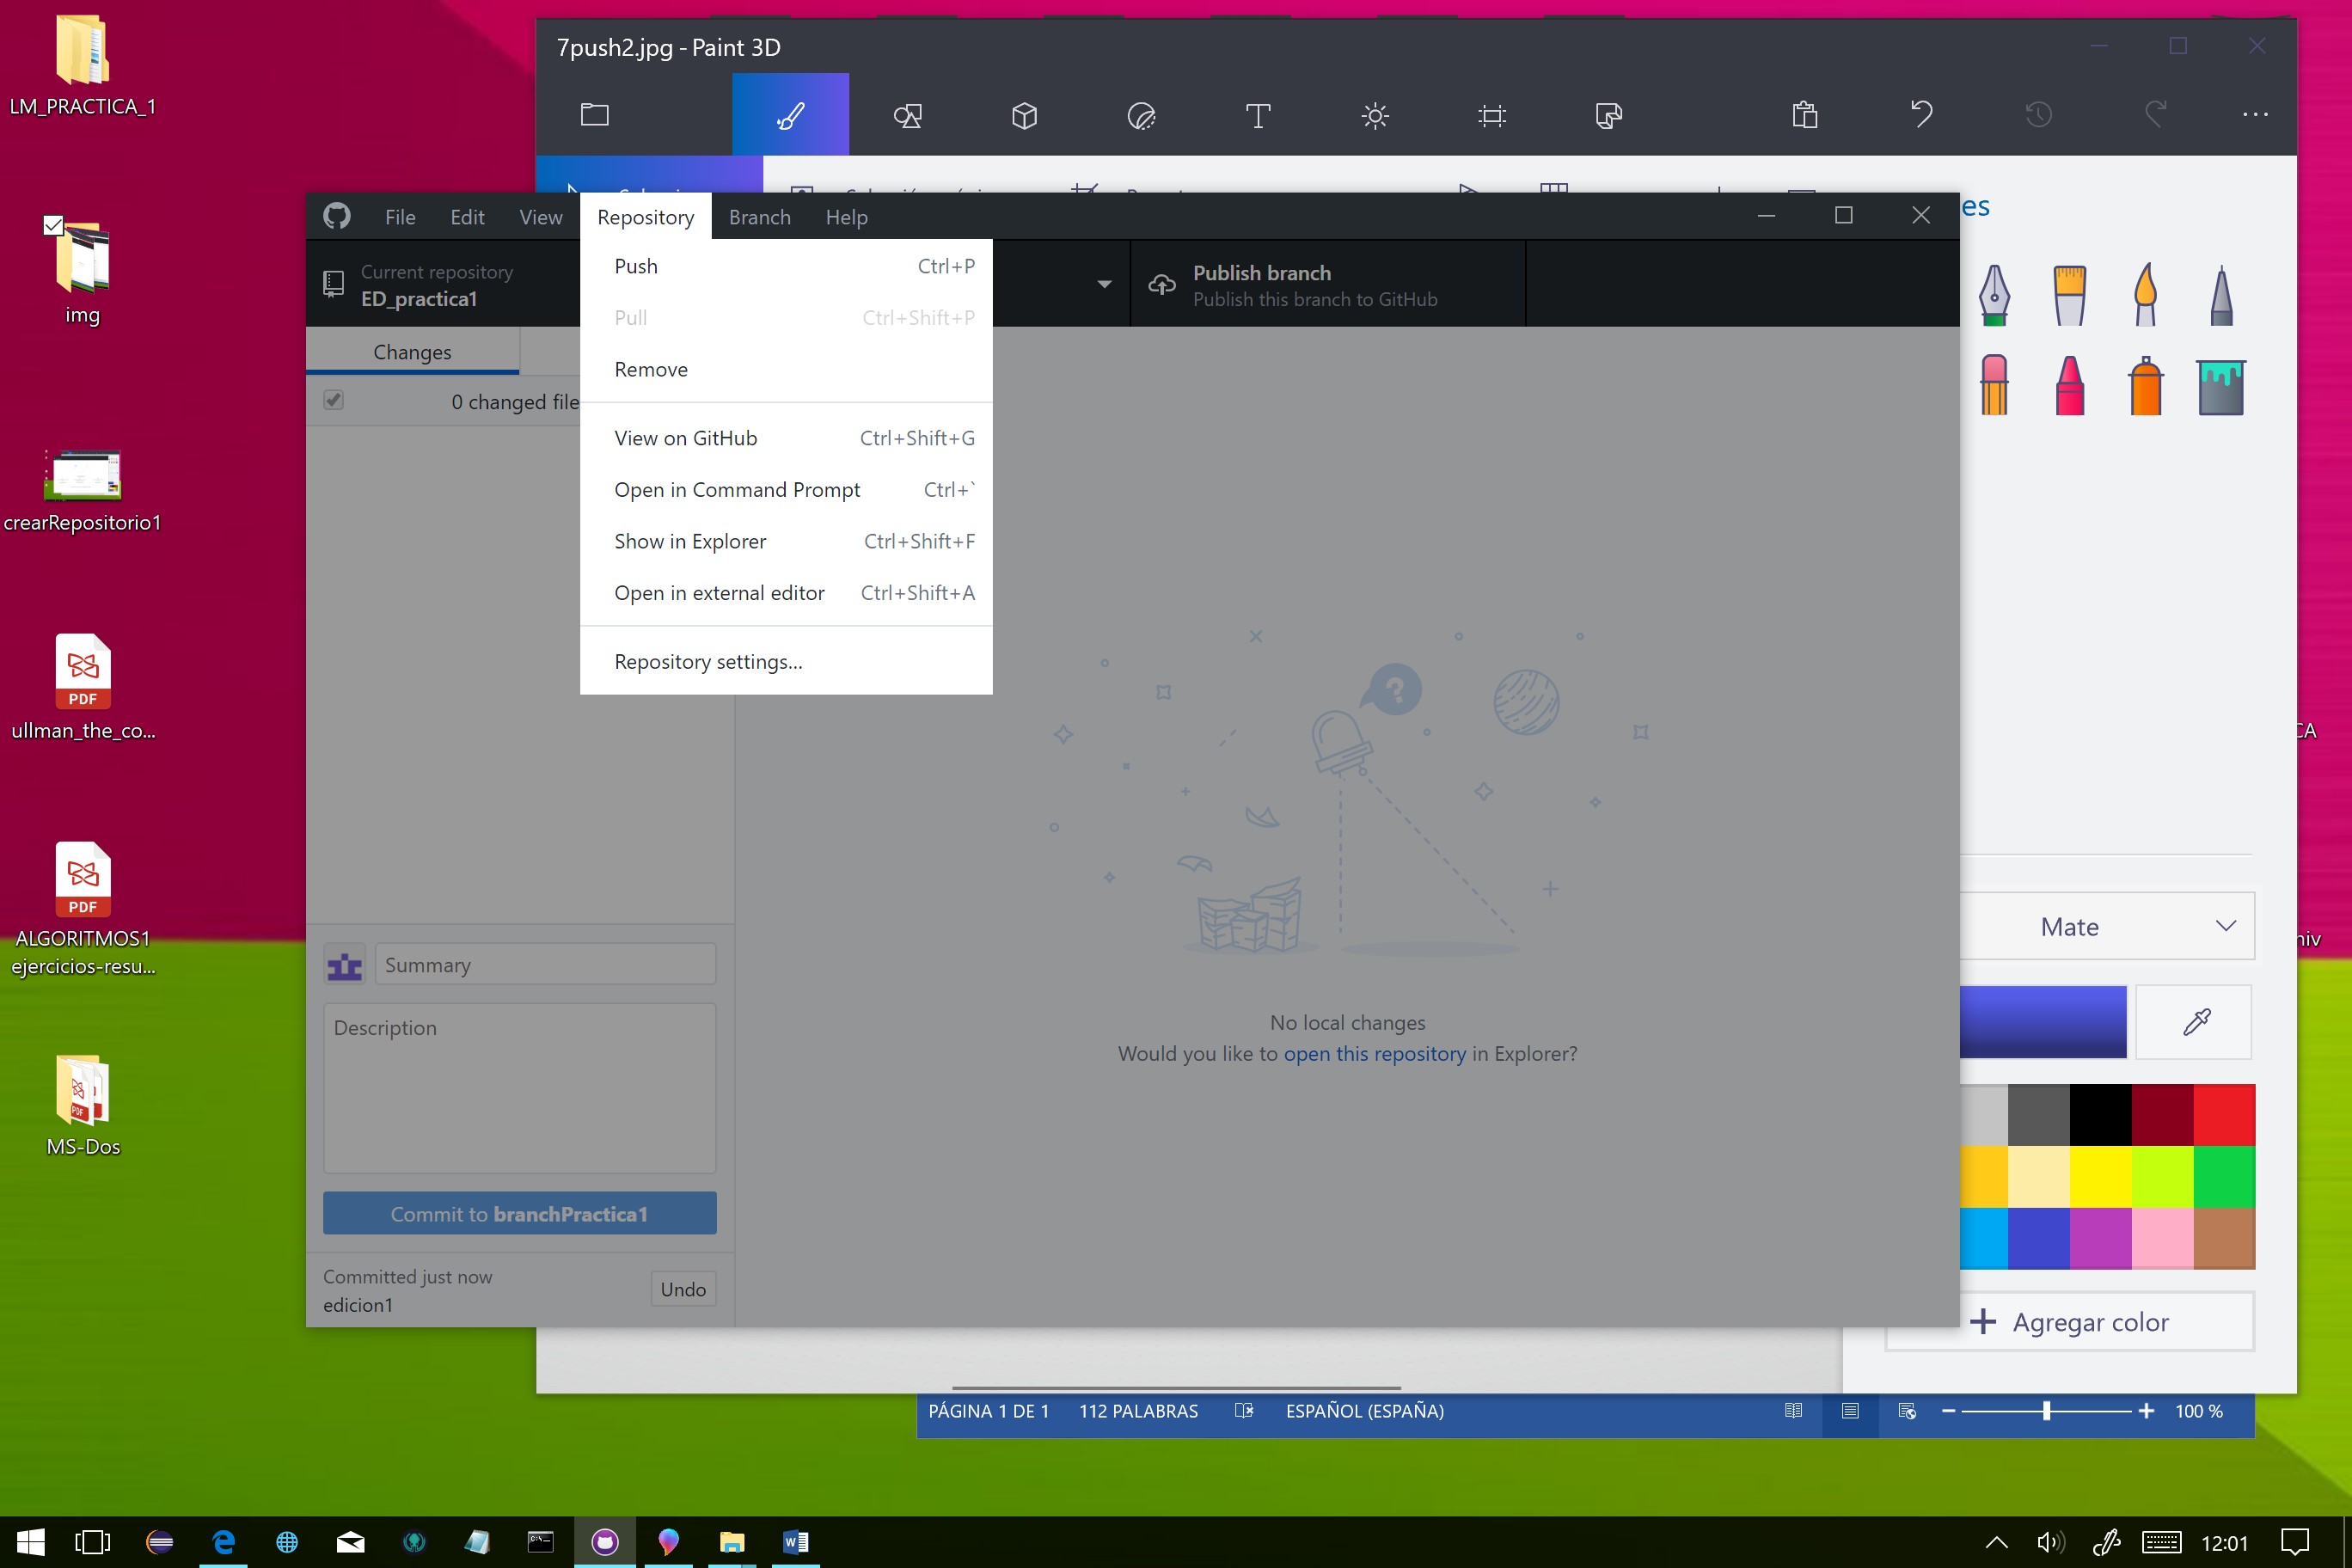 LM_PRACTICA_1
img
crearRepositorio1
PDF
ullman_the_co...
PDF
ALGORITMOS1
ejercicios-resu...
PDF
MS-Dos
7push2.jpg - Paint 3D
es
File Edit View Repository Branch Help
Current repository
ED_practica1
Publish branch
Publish this branch to GitHub
Changes
0 changed file
Push Ctrl+P
Pull Ctrl+Shift+P
Remove
View on GitHub Ctrl+Shift+G
Open in Command Prompt Ctrl+`
Show in Explorer Ctrl+Shift+F
Open in external editor Ctrl+Shift+A
Repository settings...
No local changes
Would you like to open this repository in Explorer?
Summary
Description
Commit to branchPractica1
Committed just now
edicion1
Undo
Mate
Agregar color
CA
niv
PÁGINA 1 DE 1 112 PALABRAS ESPAÑOL (ESPAÑA) 100 %
12:01